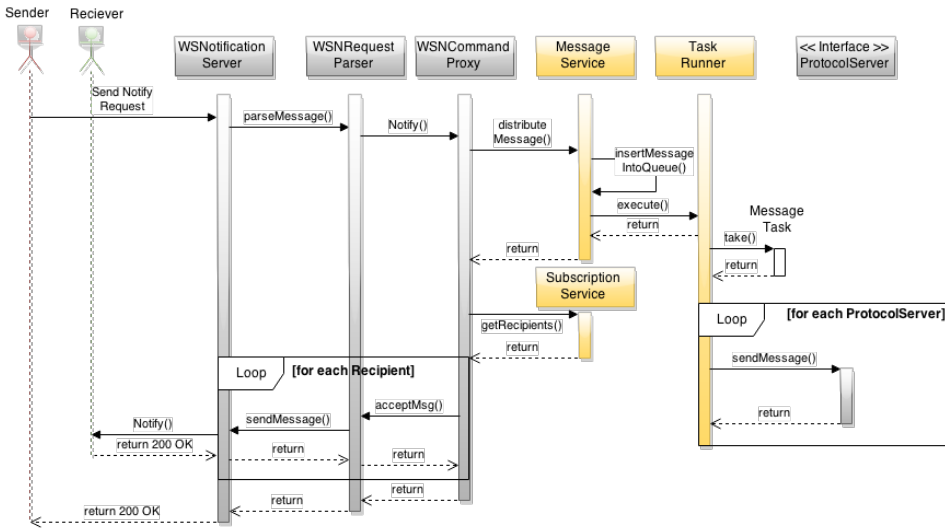 Sender
Reciever
WSNotification
Server
WSNRequest
Parser
WSNCommand
Proxy
Message
Service
Task
Runner
<< Interface >>
ProtocolServer
Send Notify
Request
parseMessage()
Notify()
distribute
Message()
insertMessage
IntoQueue()
execute()
return
Message
Task
take()
return
return
Subscription
Service
getRecipients()
return
Loop
[for each ProtocolServer]
sendMessage()
return
Loop
[for each Recipient]
acceptMsg()
sendMessage()
Notify()
return 200 OK
return
return
return
return
return 200 OK